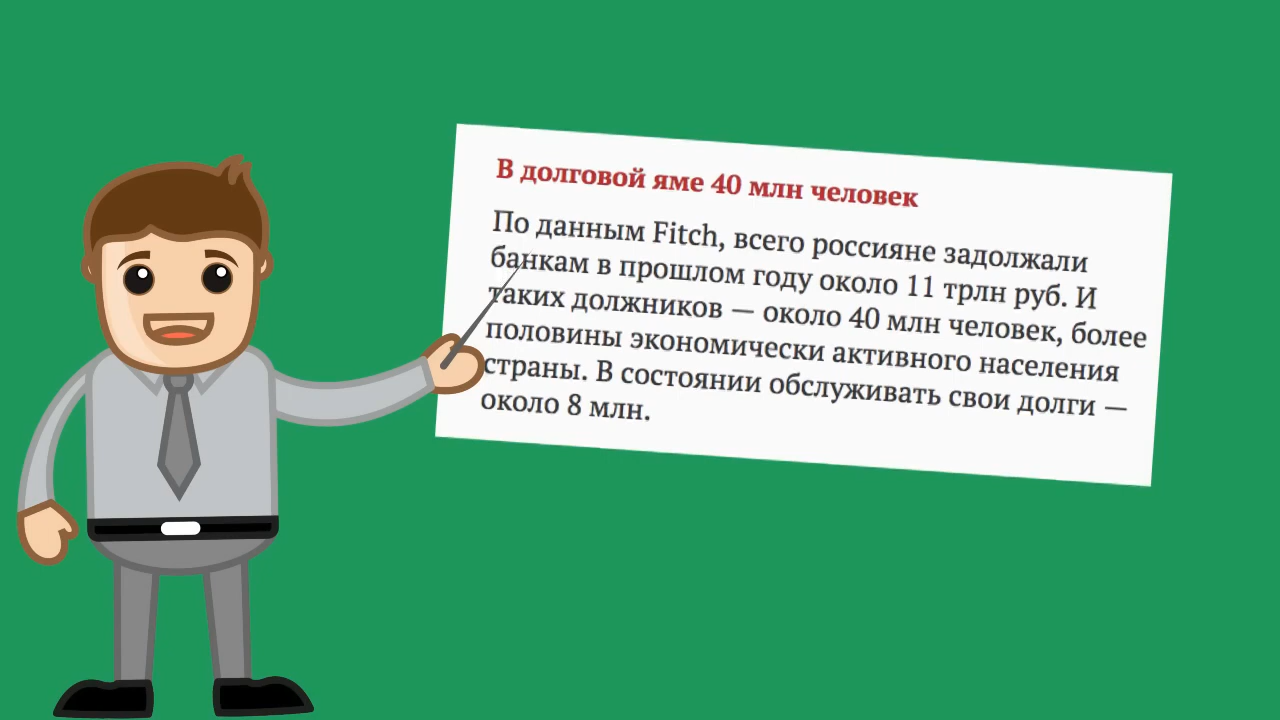 В долговой яме 40 млн человек
По данным Fitch, всего россияне задолжали
банкам в прошлом году около 11 трлн руб. И
таких должников — около 40 млн человек, более
половины экономически активного населения
страны. В состоянии обслуживать свои долги —
около 8 млн.